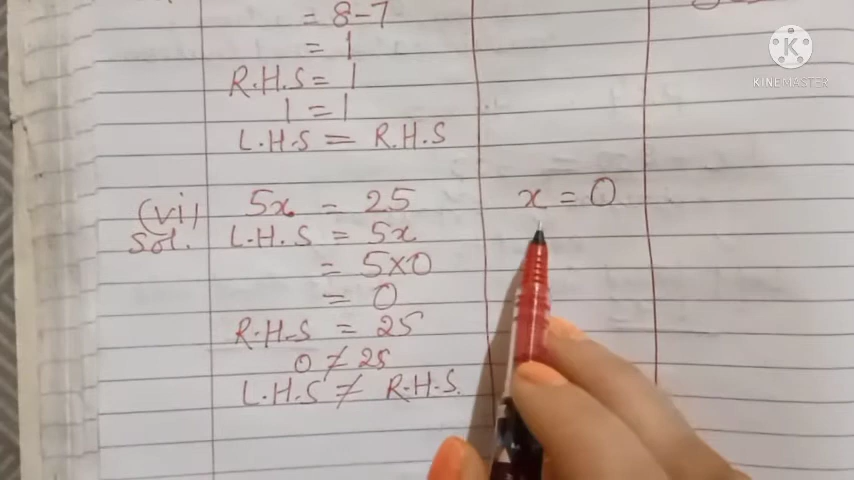 = 8-7
= 1
R.H.S = 1
1 = 1
L.H.S = R.H.S
(vi) 5x = 25 x = 0
Sol. L.H.S = 5x
= 5×0
= 0
R.H.S = 25
0 ≠ 25
L.H.S ≠ R.H.S.
K
KINEMASTER